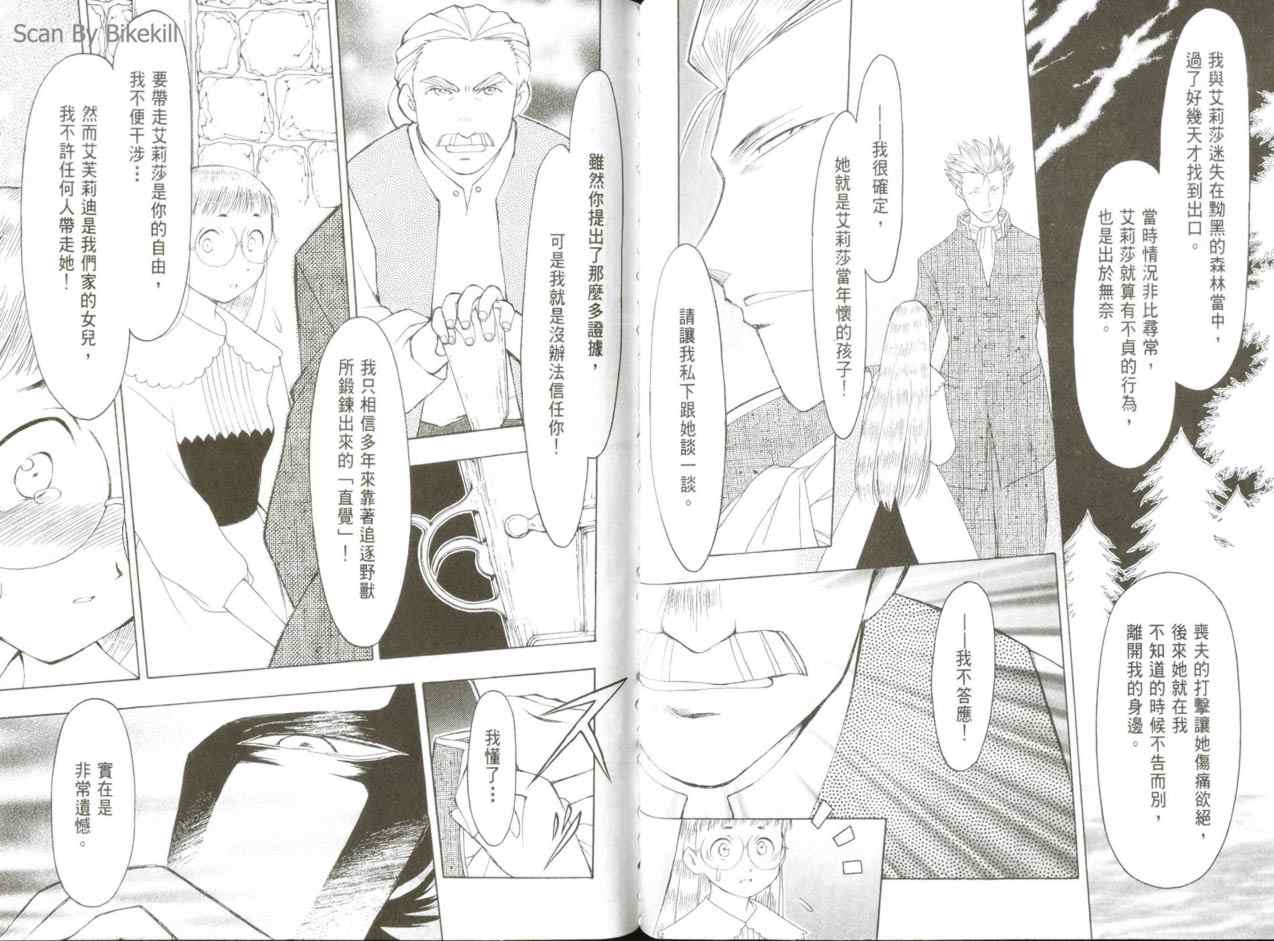 Scan By Bikekill
我與艾莉莎迷失在黝黑的森林當中，
過了好幾天才找到出口。
當時情況非比尋常，
艾莉莎就算有不貞的行為，
也是出於無奈。
喪夫的打擊讓她傷痛欲絕，
後來她就在我
不知道的時候不告而別，
離開我的身邊。
——我很確定，
她就是艾莉莎當年懷的孩子！
請讓我私下跟她談一談。
——我不答應！
雖然你提出了那麼多證據，
可是我就是沒辦法信任你！
我只相信多年來靠著追逐野獸
所鍛鍊出來的「直覺」！
要帶走艾莉莎是你的自由，
我不便干涉…
然而艾芙莉迪是我們家的女兒，
我不許任何人帶走她！
我懂了…
實在是
非常遺憾。